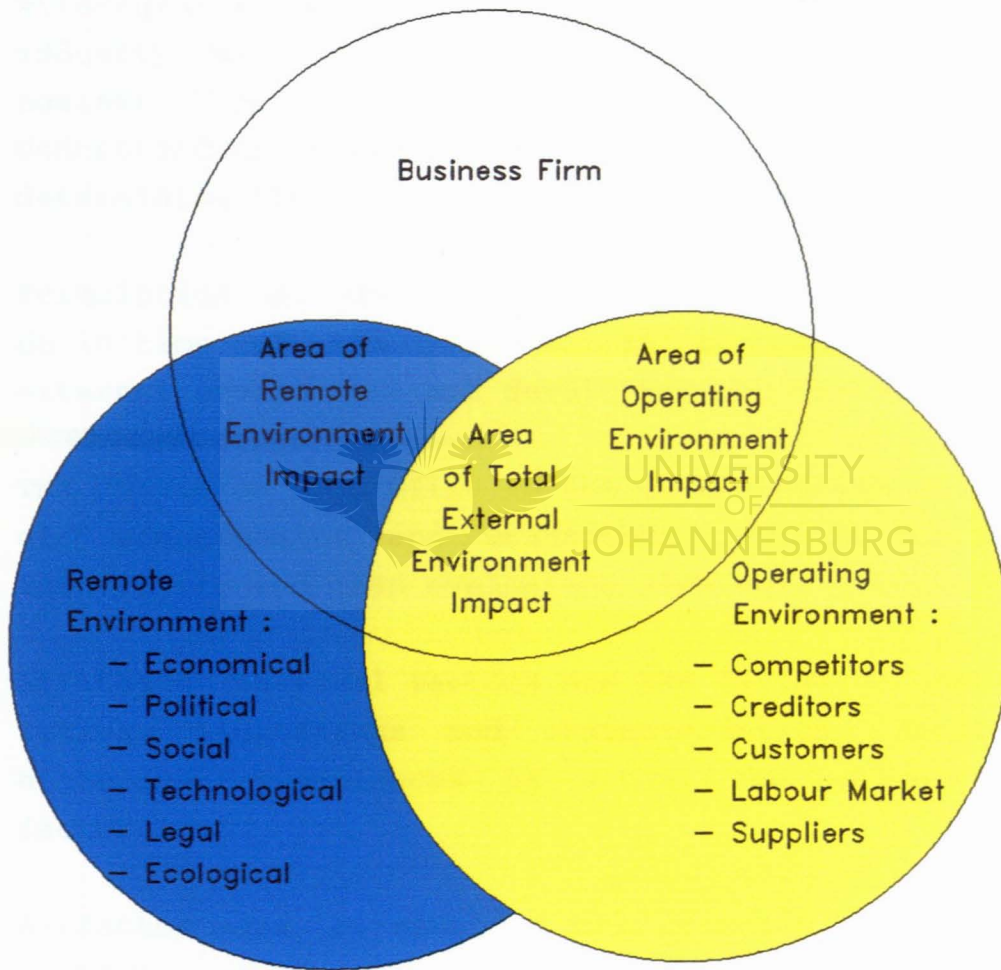 Business Firm
Area of
Remote
Environment
Impact
Area of
Operating
Environment
Impact
Area
of Total
External
Environment
Impact
UNIVERSITY
OF
JOHANNESBURG
Remote
Environment :
– Economical
– Political
– Social
– Technological
– Legal
– Ecological
Operating
Environment :
– Competitors
– Creditors
– Customers
– Labour Market
– Suppliers